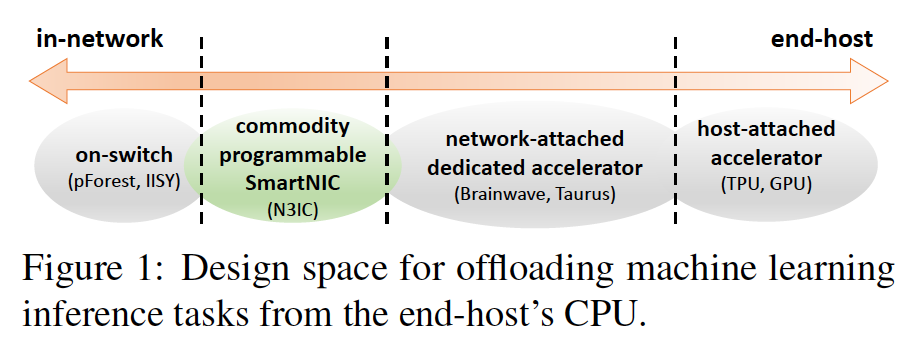 in-network
end-host
on-switch
(pForest, IISY)
commodity
programmable
SmartNIC
(N3IC)
network-attached
dedicated accelerator
(Brainwave, Taurus)
host-attached
accelerator
(TPU, GPU)
Figure 1: Design space for offloading machine learning
inference tasks from the end-host's CPU.